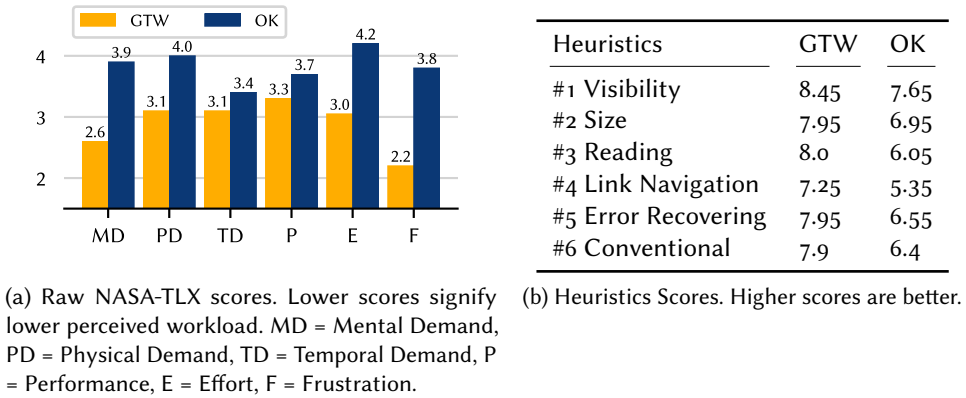 GTW OK
4
3
2
2.6 3.9 3.1 4.0 3.1 3.4 3.3 3.7 3.0 4.2 2.2 3.8
MD PD TD P E F
(a) Raw NASA-TLX scores. Lower scores signify
lower perceived workload. MD = Mental Demand,
PD = Physical Demand, TD = Temporal Demand, P
= Performance, E = Effort, F = Frustration.
Heuristics GTW OK
#1 Visibility 8.45 7.65
#2 Size 7.95 6.95
#3 Reading 8.0 6.05
#4 Link Navigation 7.25 5.35
#5 Error Recovering 7.95 6.55
#6 Conventional 7.9 6.4
(b) Heuristics Scores. Higher scores are better.